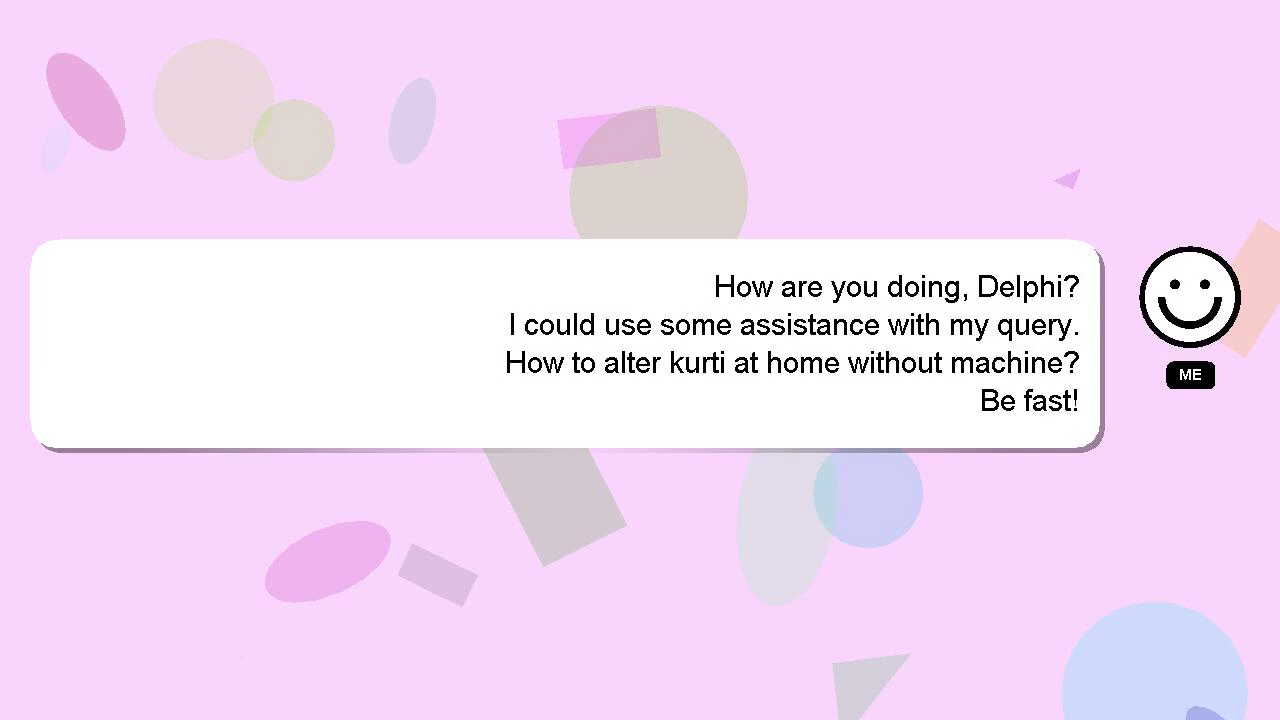 How are you doing, Delphi?
I could use some assistance with my query.
How to alter kurti at home without machine?
Be fast!
ME